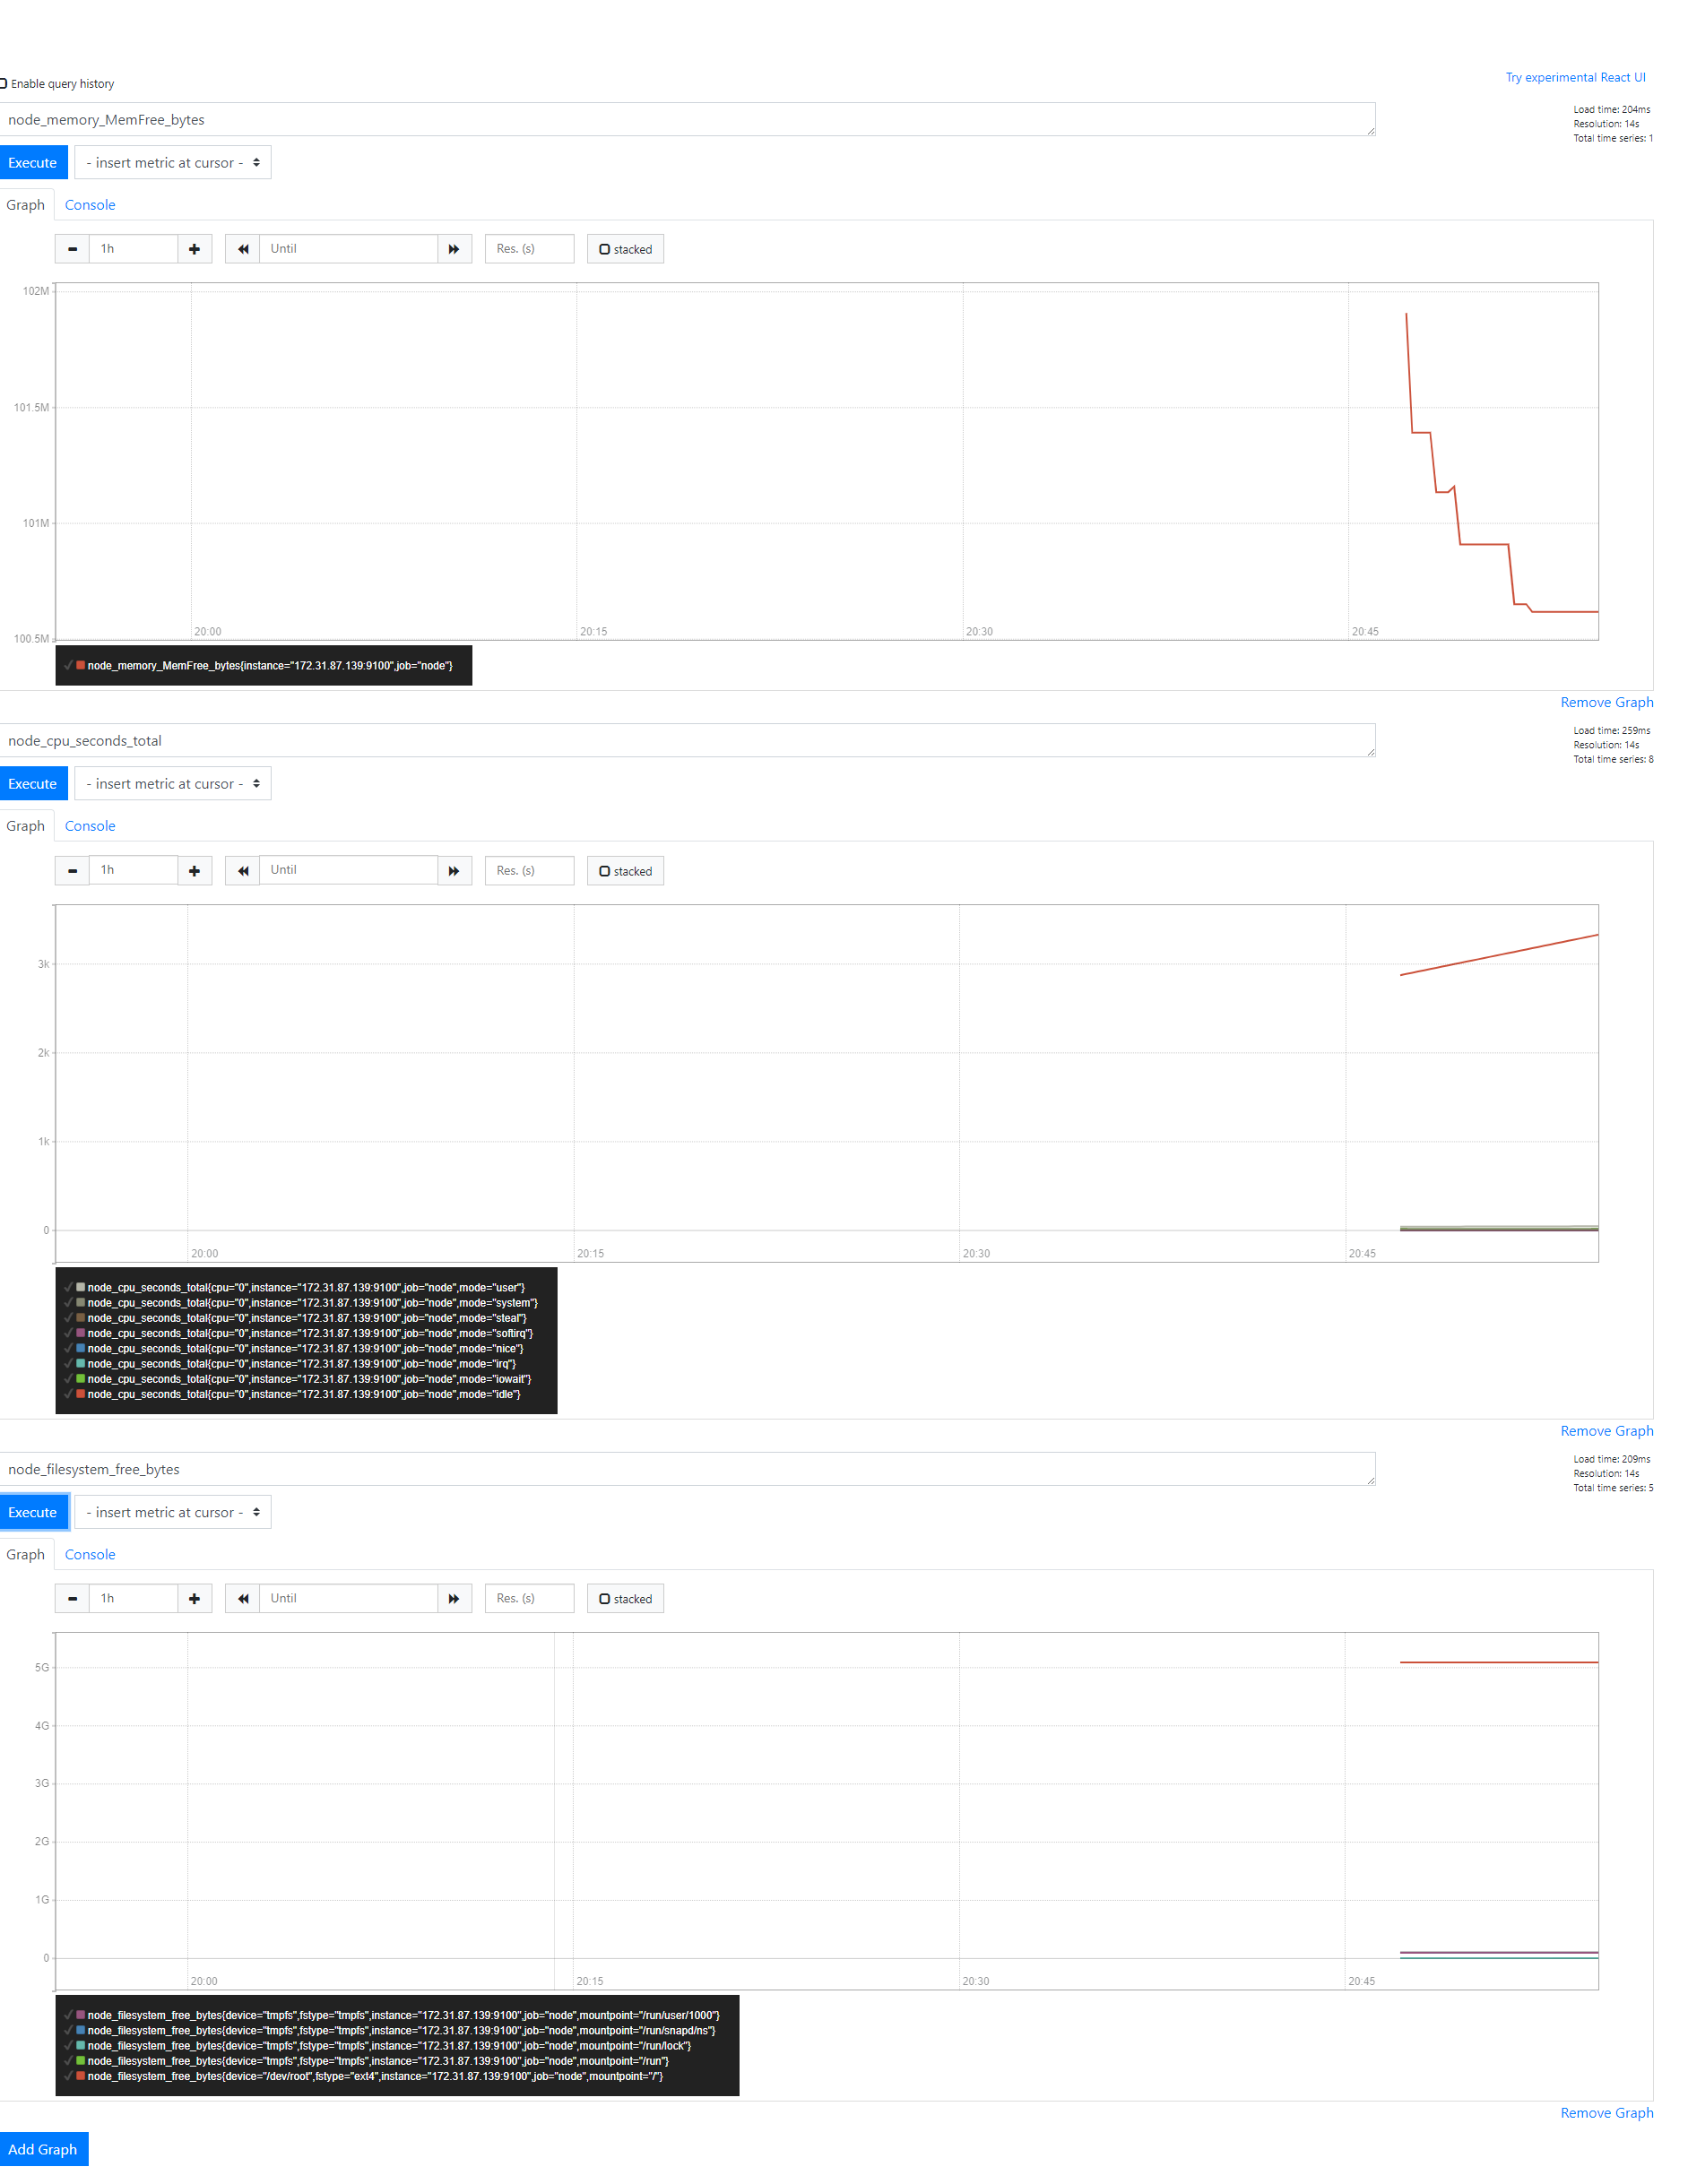 Enable query history
Try experimental React UI
node_memory_MemFree_bytes
Load time: 204ms
Resolution: 14s
Total time series: 1
Execute
- insert metric at cursor -
Graph Console
1h Until Res. (s) stacked
102M
101.5M
101M
100.5M
20:00 20:15 20:30 20:45
node_memory_MemFree_bytes{instance="172.31.87.139:9100",job="node"}
Remove Graph
node_cpu_seconds_total
Load time: 259ms
Resolution: 14s
Total time series: 8
Execute
- insert metric at cursor -
Graph Console
1h Until Res. (s) stacked
3k
2k
1k
0
20:00 20:15 20:30 20:45
node_cpu_seconds_total{cpu="0",instance="172.31.87.139:9100",job="node",mode="user"}
node_cpu_seconds_total{cpu="0",instance="172.31.87.139:9100",job="node",mode="system"}
node_cpu_seconds_total{cpu="0",instance="172.31.87.139:9100",job="node",mode="steal"}
node_cpu_seconds_total{cpu="0",instance="172.31.87.139:9100",job="node",mode="softirq"}
node_cpu_seconds_total{cpu="0",instance="172.31.87.139:9100",job="node",mode="nice"}
node_cpu_seconds_total{cpu="0",instance="172.31.87.139:9100",job="node",mode="irq"}
node_cpu_seconds_total{cpu="0",instance="172.31.87.139:9100",job="node",mode="iowait"}
node_cpu_seconds_total{cpu="0",instance="172.31.87.139:9100",job="node",mode="idle"}
Remove Graph
node_filesystem_free_bytes
Load time: 209ms
Resolution: 14s
Total time series: 5
Execute
- insert metric at cursor -
Graph Console
1h Until Res. (s) stacked
5G
4G
3G
2G
1G
0
20:00 20:15 20:30 20:45
node_filesystem_free_bytes{device="tmpfs",fstype="tmpfs",instance="172.31.87.139:9100",job="node",mountpoint="/run/user/1000"}
node_filesystem_free_bytes{device="tmpfs",fstype="tmpfs",instance="172.31.87.139:9100",job="node",mountpoint="/run/snapd/ns"}
node_filesystem_free_bytes{device="tmpfs",fstype="tmpfs",instance="172.31.87.139:9100",job="node",mountpoint="/run/lock"}
node_filesystem_free_bytes{device="tmpfs",fstype="tmpfs",instance="172.31.87.139:9100",job="node",mountpoint="/run"}
node_filesystem_free_bytes{device="/dev/root",fstype="ext4",instance="172.31.87.139:9100",job="node",mountpoint="/"}
Remove Graph
Add Graph